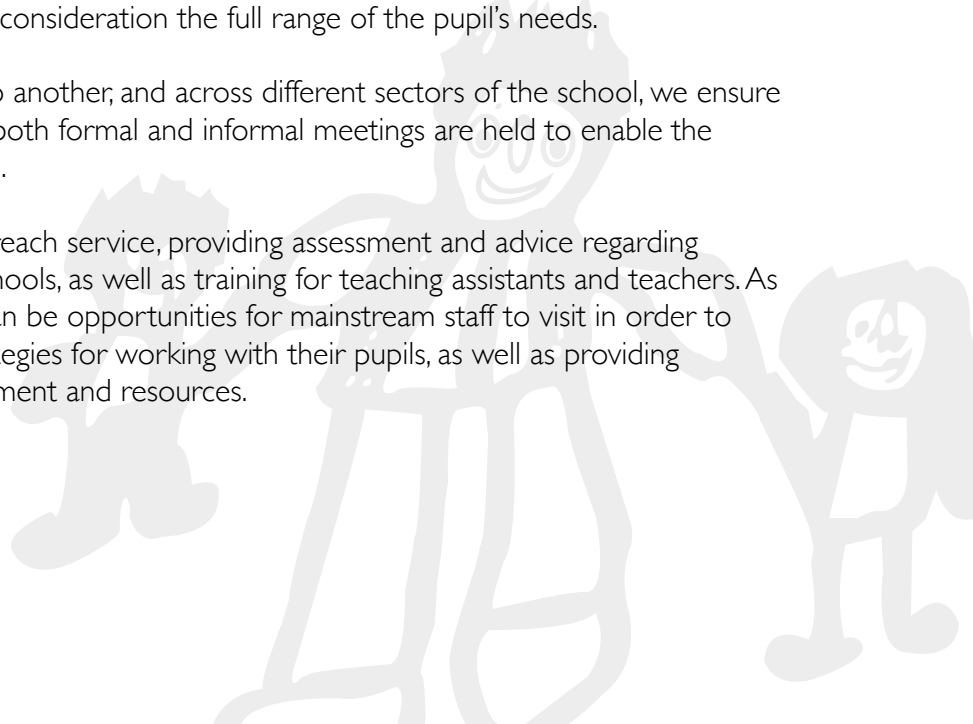 consideration the full range of the pupil's needs.
another, and across different sectors of the school, we ensure
both formal and informal meetings are held to enable the
.
reach service, providing assessment and advice regarding
hools, as well as training for teaching assistants and teachers. As
an be opportunities for mainstream staff to visit in order to
tegies for working with their pupils, as well as providing
ment and resources.